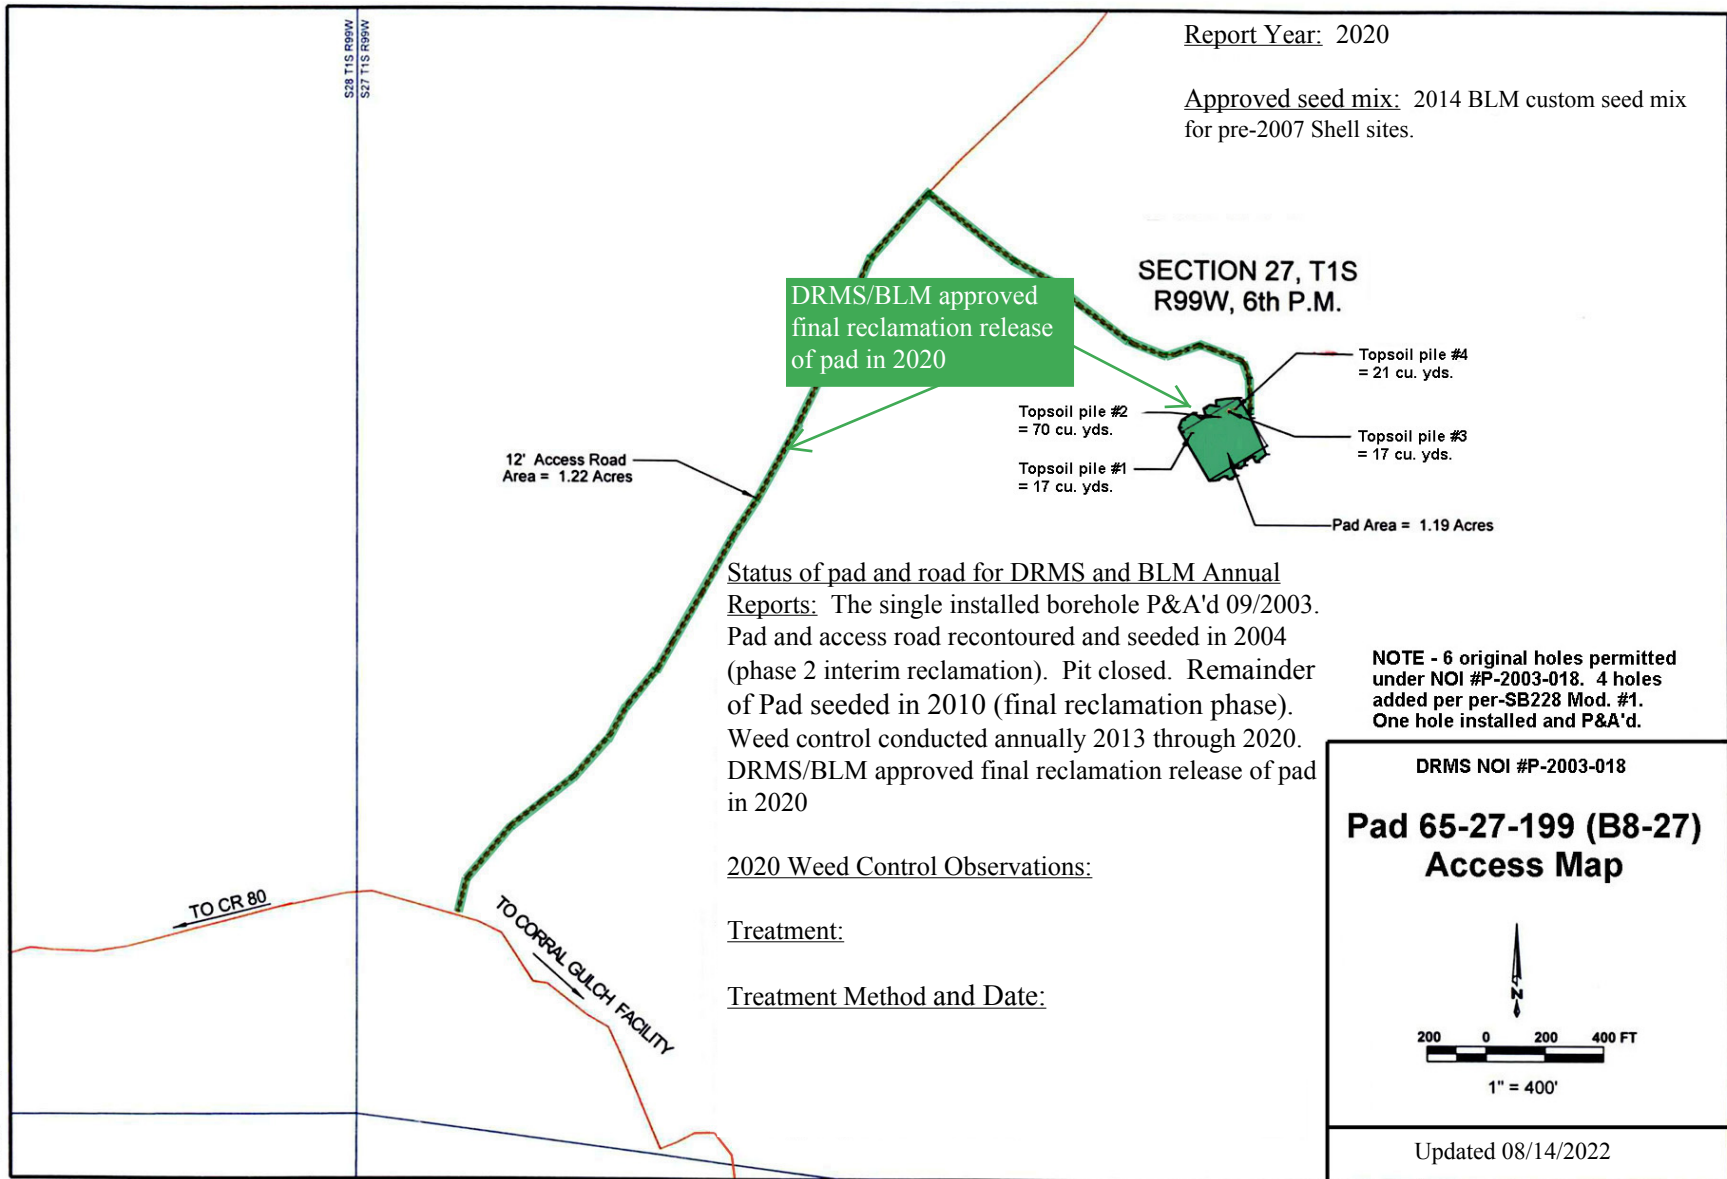 S28 T1S R99W
S27 T1S R99W
Report Year: 2020
Approved seed mix: 2014 BLM custom seed mix
for pre-2007 Shell sites.
SECTION 27, T1S
R99W, 6th P.M.
DRMS/BLM approved
final reclamation release
of pad in 2020
Topsoil pile #4
= 21 cu. yds.
Topsoil pile #2
= 70 cu. yds.
Topsoil pile #3
= 17 cu. yds.
Topsoil pile #1
= 17 cu. yds.
12' Access Road
Area = 1.22 Acres
Pad Area = 1.19 Acres
Status of pad and road for DRMS and BLM Annual
Reports: The single installed borehole P&A'd 09/2003.
Pad and access road recontoured and seeded in 2004
(phase 2 interim reclamation). Pit closed. Remainder
of Pad seeded in 2010 (final reclamation phase).
Weed control conducted annually 2013 through 2020.
DRMS/BLM approved final reclamation release of pad
in 2020
2020 Weed Control Observations:
Treatment:
Treatment Method and Date:
TO CR 80
TO CORRAL GULCH FACILITY
NOTE - 6 original holes permitted
under NOI #P-2003-018. 4 holes
added per per-SB228 Mod. #1.
One hole installed and P&A'd.
DRMS NOI #P-2003-018
Pad 65-27-199 (B8-27)
Access Map
N
200 0 200 400 FT
1" = 400'
Updated 08/14/2022